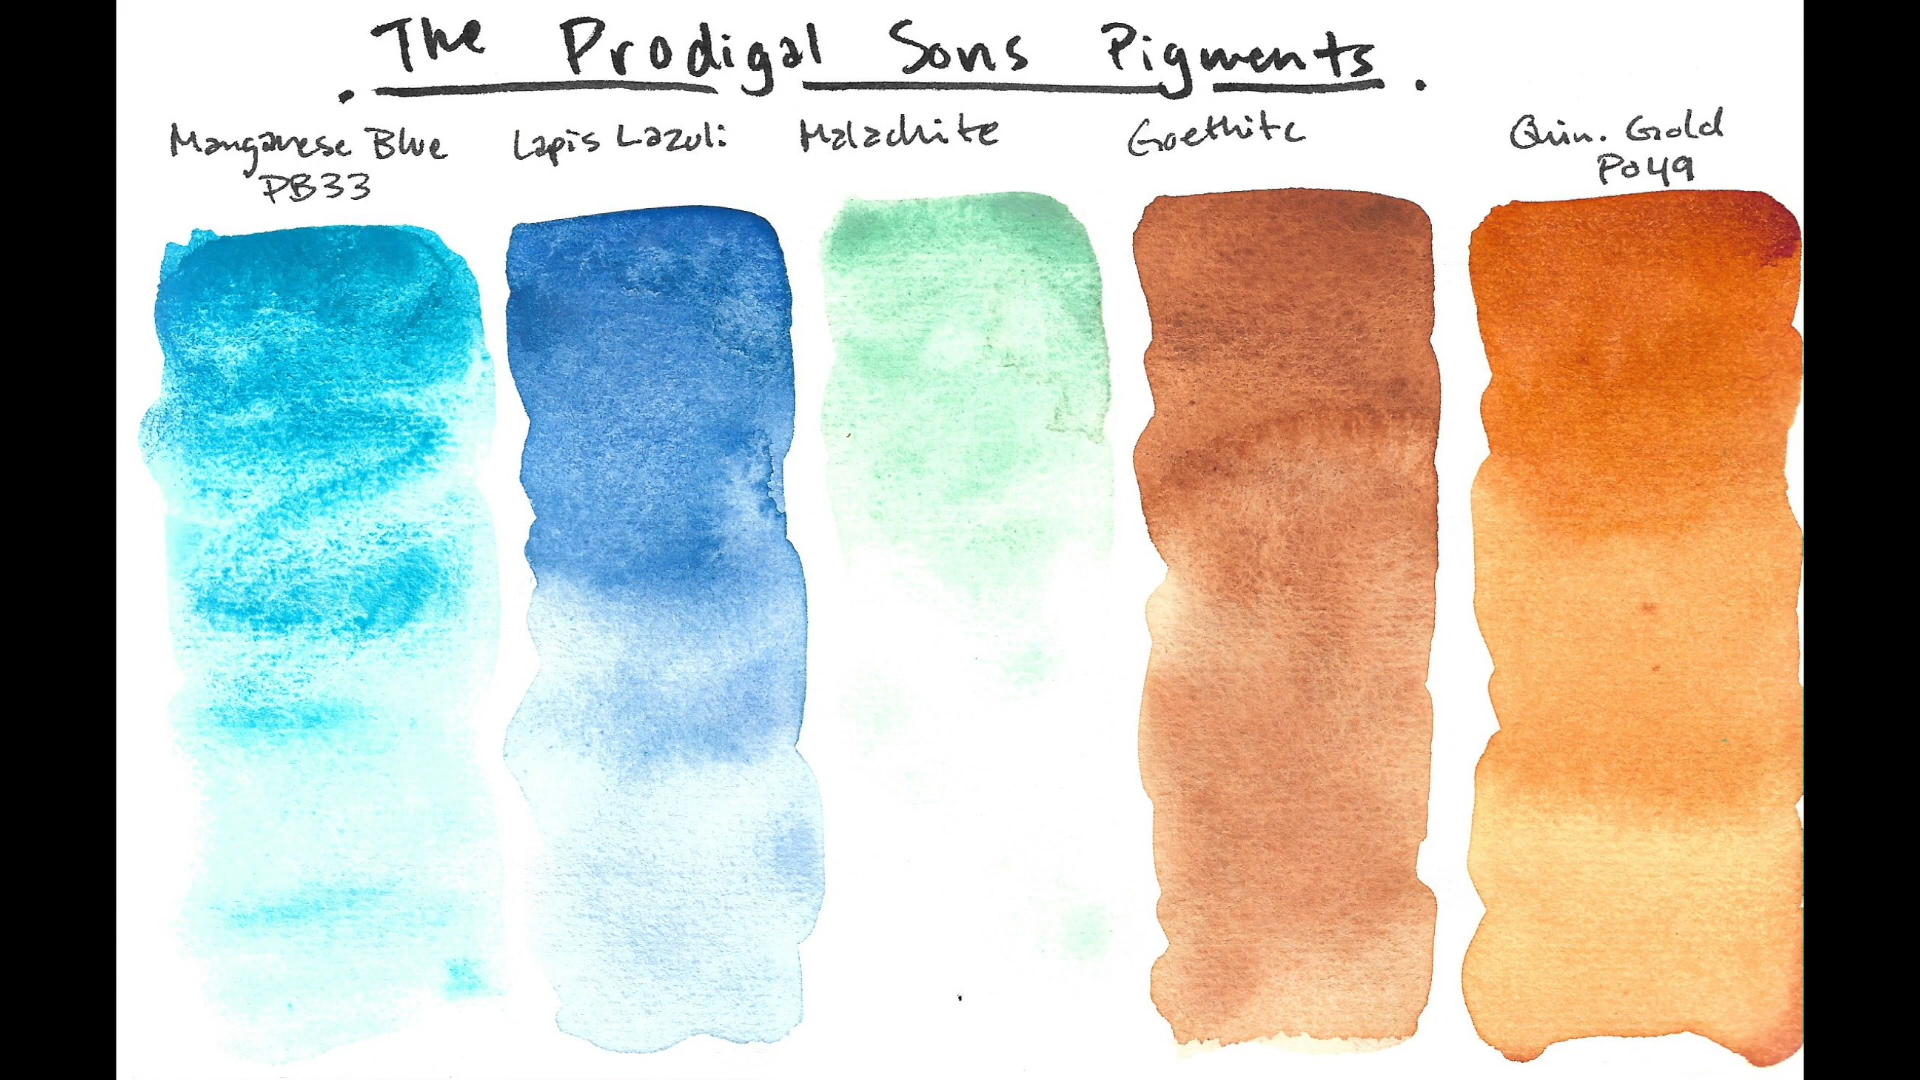 The Prodigal Sons Pigments.
Manganese Blue
PB33
Lapis Lazuli
Malachite
Goethite
Quin. Gold
PO49